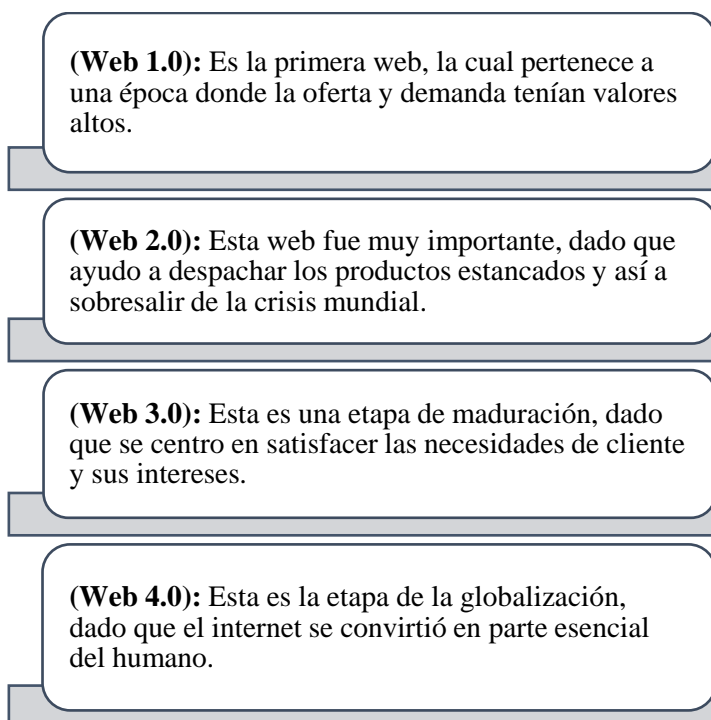 (Web 1.0): Es la primera web, la cual pertenece a
una época donde la oferta y demanda tenían valores
altos.
(Web 2.0): Esta web fue muy importante, dado que
ayudo a despachar los productos estancados y así a
sobresalir de la crisis mundial.
(Web 3.0): Esta es una etapa de maduración, dado
que se centro en satisfacer las necesidades de cliente
y sus intereses.
(Web 4.0): Esta es la etapa de la globalización,
dado que el internet se convirtió en parte esencial
del humano.